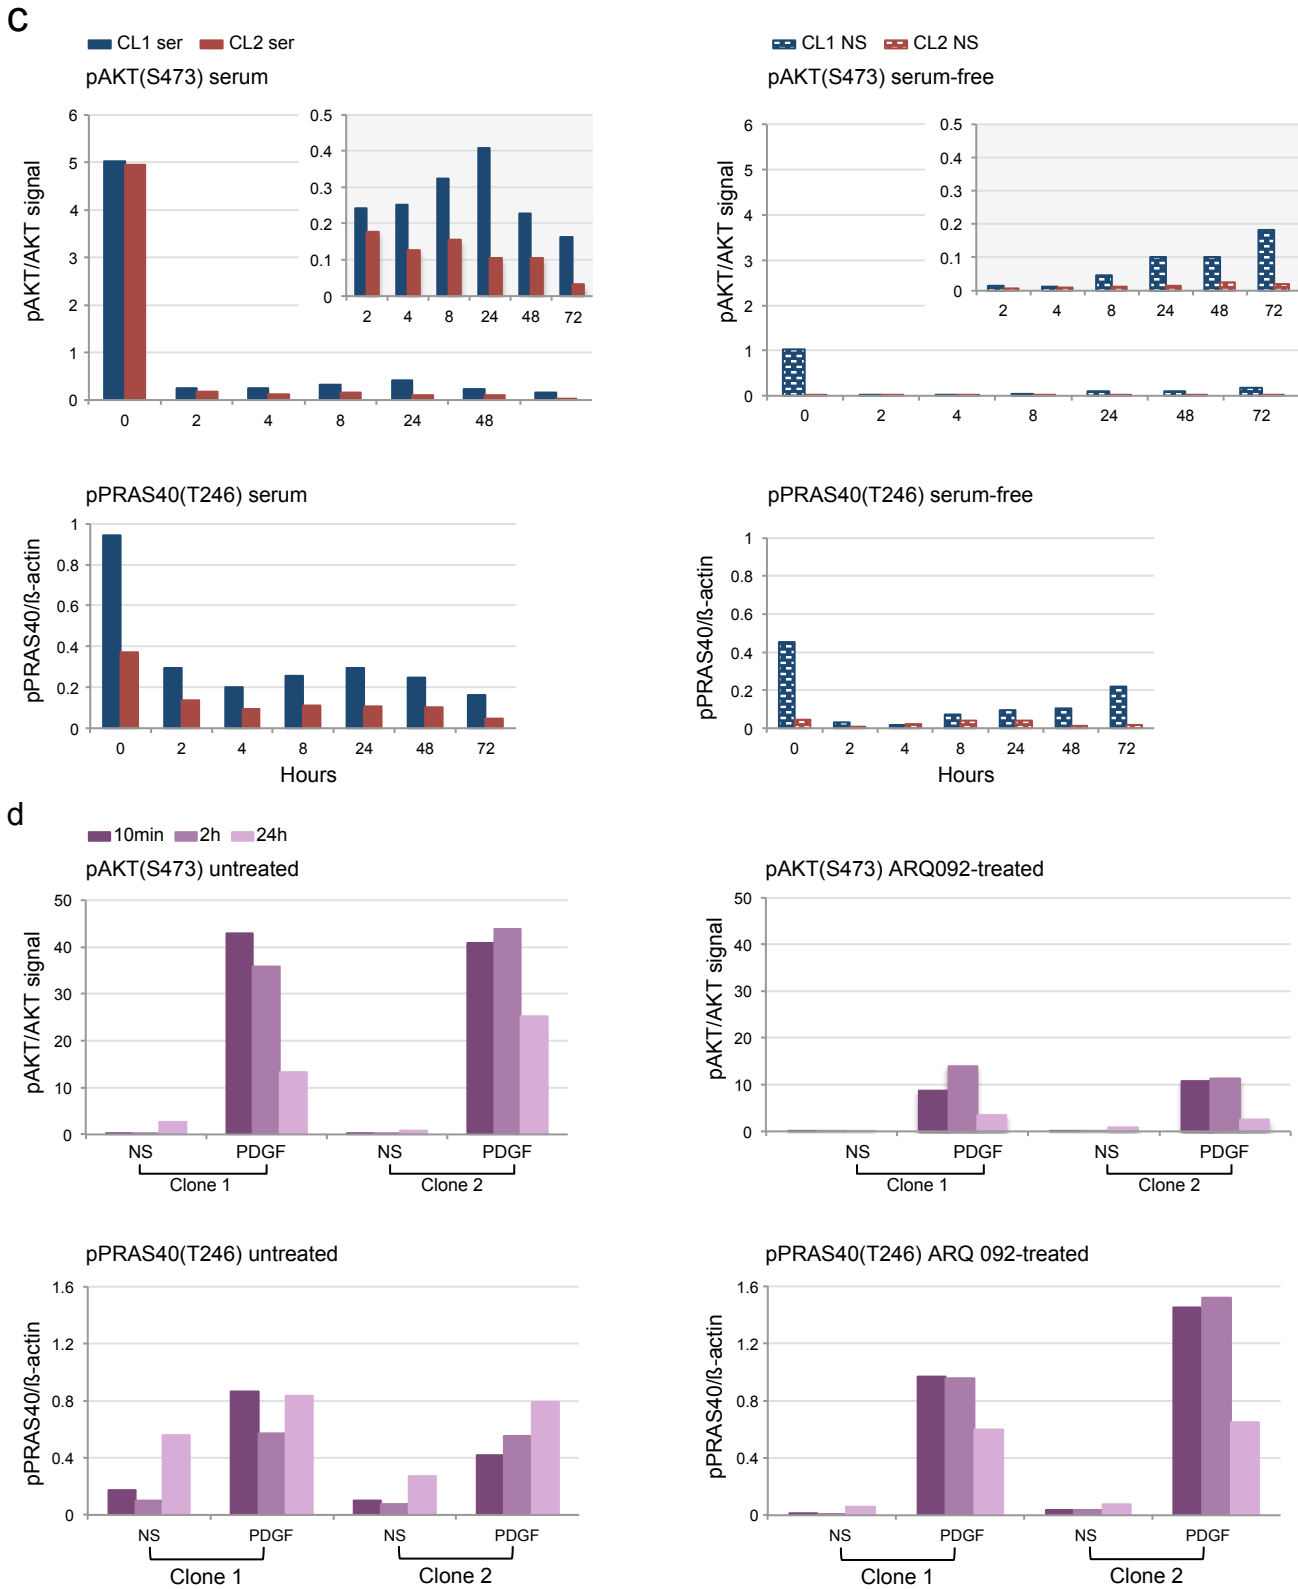 c
CL1 ser CL2 ser
pAKT(S473) serum
pAKT/AKT signal
6
5
4
3
2
1
0
0 2 4 8 24 48
0.5
0.4
0.3
0.2
0.1
0
2 4 8 24 48 72
CL1 NS CL2 NS
pAKT(S473) serum-free
pAKT/AKT signal
6
5
4
3
2
1
0
0 2 4 8 24 48 72
0.5
0.4
0.3
0.2
0.1
0
2 4 8 24 48 72
pPRAS40(T246) serum
pPRAS40/ß-actin
1
0.8
0.6
0.4
0.2
0
0 2 4 8 24 48 72
Hours
pPRAS40(T246) serum-free
pPRAS40/ß-actin
1
0.8
0.6
0.4
0.2
0
0 2 4 8 24 48 72
Hours
d
10min 2h 24h
pAKT(S473) untreated
pAKT/AKT signal
50
40
30
20
10
0
NS PDGF NS PDGF
Clone 1 Clone 2
pAKT(S473) ARQ092-treated
pAKT/AKT signal
50
40
30
20
10
0
NS PDGF NS PDGF
Clone 1 Clone 2
pPRAS40(T246) untreated
pPRAS40/ß-actin
1.6
1.2
0.8
0.4
0
NS PDGF NS PDGF
Clone 1 Clone 2
pPRAS40(T246) ARQ 092-treated
pPRAS40/ß-actin
1.6
1.2
0.8
0.4
0
NS PDGF NS PDGF
Clone 1 Clone 2